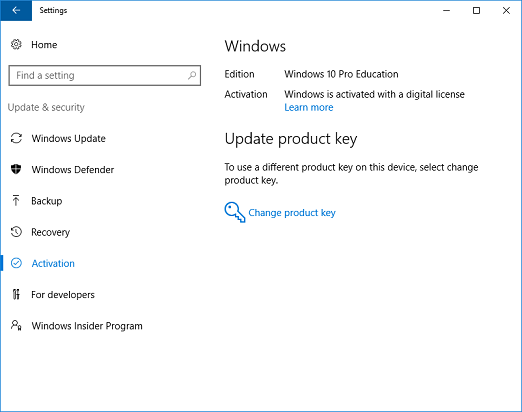 Settings
Home
Find a setting
Update & security
Windows Update
Windows Defender
Backup
Recovery
Activation
For developers
Windows Insider Program
Windows
Edition Windows 10 Pro Education
Activation Windows is activated with a digital license
Learn more
Update product key
To use a different product key on this device, select change
product key.
Change product key